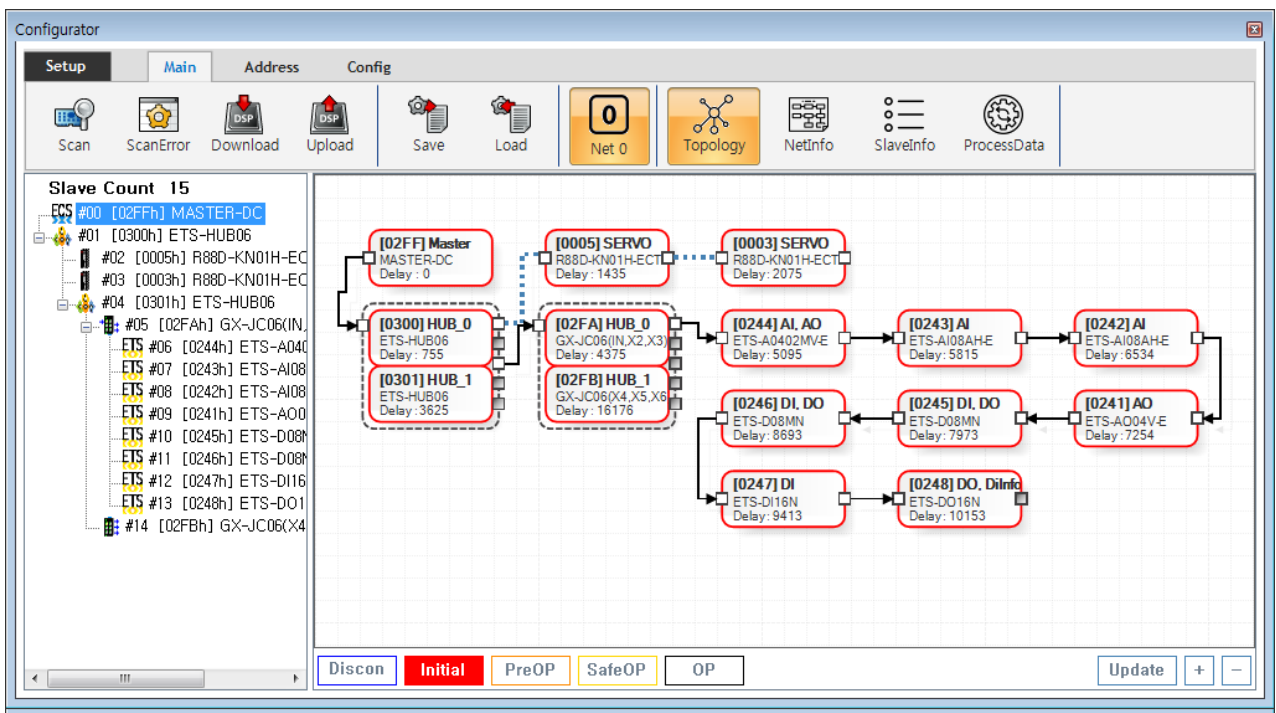 Configurator
Setup Main Address Config
DSP DSP 0
Scan ScanError Download Upload Save Load Net 0 Topology NetInfo SlaveInfo ProcessData
Slave Count 15
ECS #00 [02FFh] MASTER-DC
#01 [0300h] ETS-HUB06
#02 [0005h] R88D-KN01H-EC
#03 [0003h] R88D-KN01H-EC
#04 [0301h] ETS-HUB06
#05 [02FAh] GX-JC06(IN,
ETS #06 [0244h] ETS-A040
ETS #07 [0243h] ETS-AI08
ETS #08 [0242h] ETS-AI08
ETS #09 [0241h] ETS-AO0
ETS #10 [0245h] ETS-D08M
ETS #11 [0246h] ETS-D08M
ETS #12 [0247h] ETS-DI16
ETS #13 [0248h] ETS-DO1
#14 [02FBh] GX-JC06(X4
[02FF] Master
MASTER-DC
Delay : 0
[0005] SERVO
R88D-KN01H-ECT
Delay : 1435
[0003] SERVO
R88D-KN01H-ECT
Delay : 2075
[0300] HUB_0
ETS-HUB06
Delay : 755
[0301] HUB_1
ETS-HUB06
Delay : 3625
[02FA] HUB_0
GX-JC06(IN,X2,X3)
Delay : 4375
[02FB] HUB_1
GX-JC06(X4,X5,X6
Delay : 16176
[0244] AI, AO
ETS-A0402MV-E
Delay : 5095
[0243] AI
ETS-AI08AH-E
Delay : 5815
[0242] AI
ETS-AI08AH-E
Delay : 6534
[0246] DI, DO
ETS-D08MN
Delay : 8693
[0245] DI, DO
ETS-D08MN
Delay : 7973
[0241] AO
ETS-AO04V-E
Delay : 7254
[0247] DI
ETS-DI16N
Delay : 9413
[0248] DO, DiInfo
ETS-DO16N
Delay : 10153
Discon Initial PreOP SafeOP OP Update + −